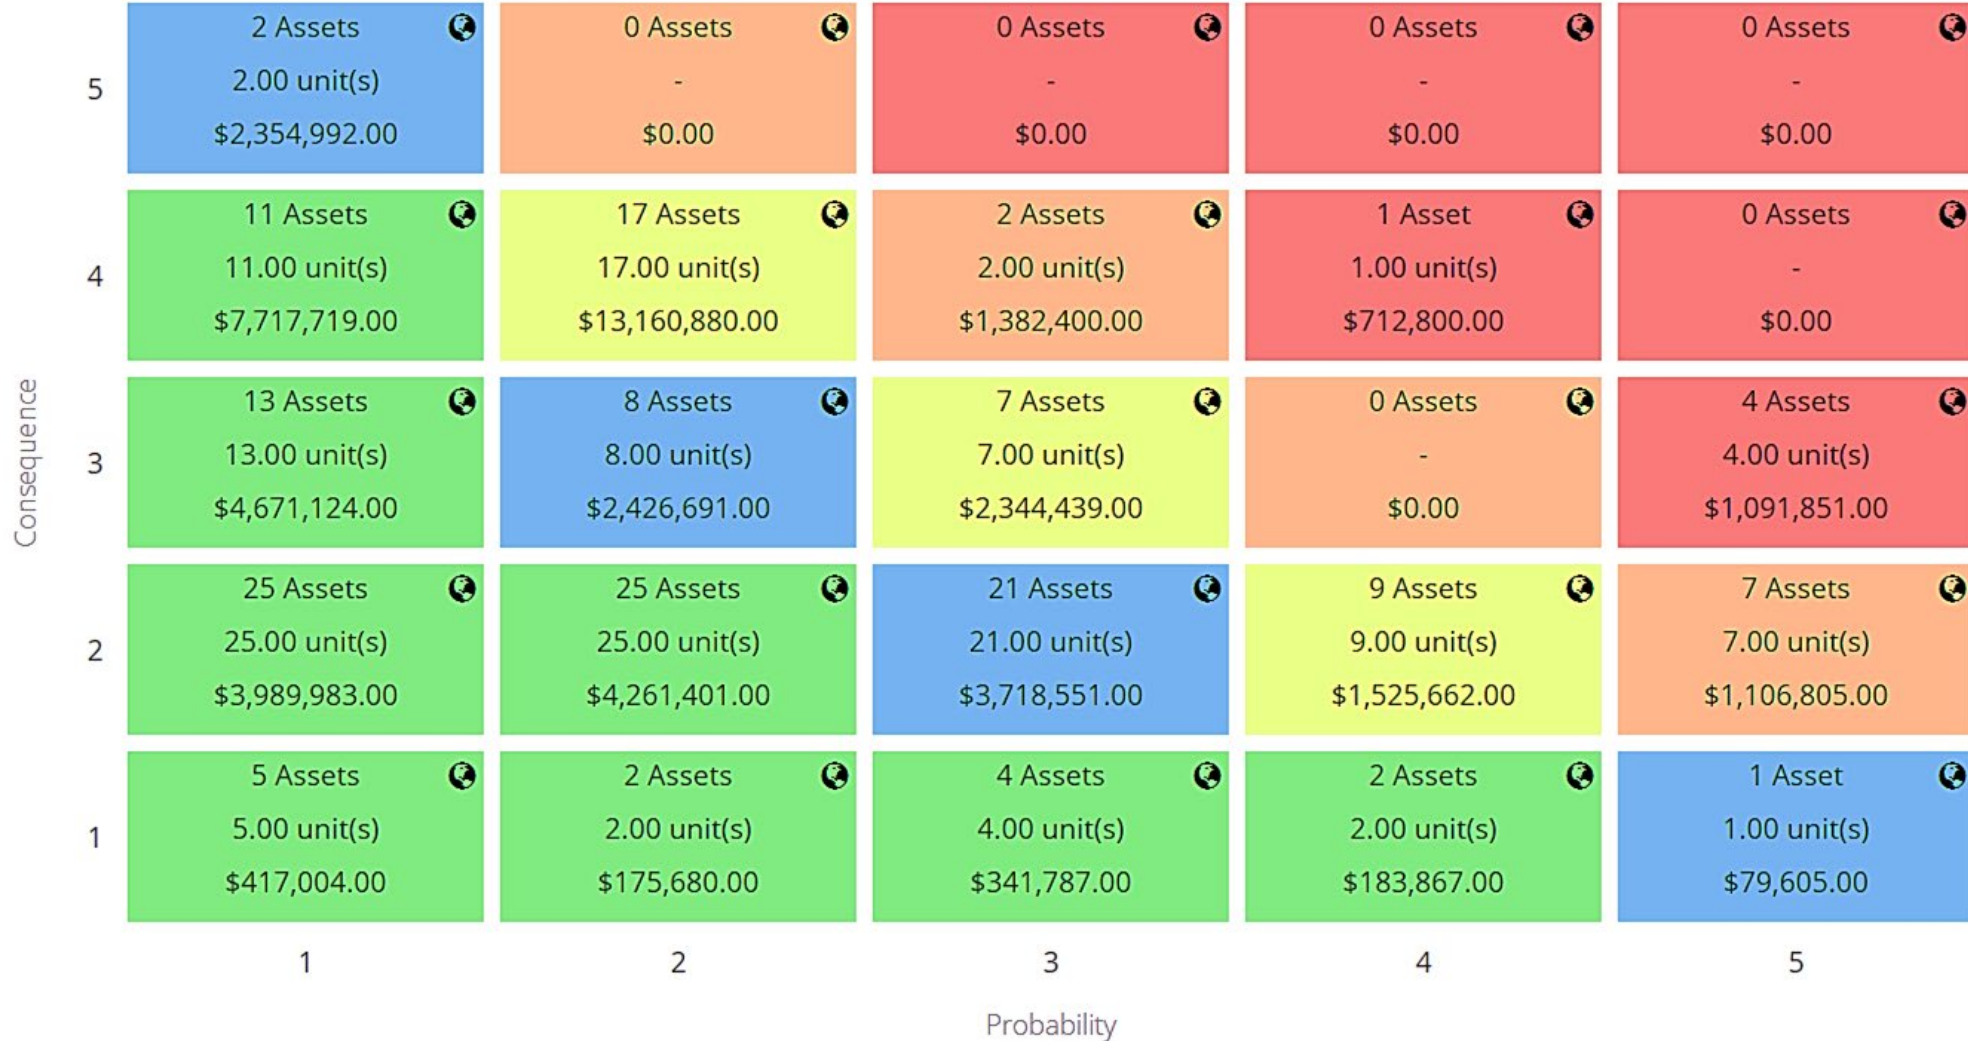 2 Assets 0 Assets 0 Assets 0 Assets 0 Assets
5 2.00 unit(s) - - - -
$2,354,992.00 $0.00 $0.00 $0.00 $0.00
11 Assets 17 Assets 2 Assets 1 Asset 0 Assets
4 11.00 unit(s) 17.00 unit(s) 2.00 unit(s) 1.00 unit(s) -
$7,717,719.00 $13,160,880.00 $1,382,400.00 $712,800.00 $0.00
Consequence
13 Assets 8 Assets 7 Assets 0 Assets 4 Assets
3 13.00 unit(s) 8.00 unit(s) 7.00 unit(s) - 4.00 unit(s)
$4,671,124.00 $2,426,691.00 $2,344,439.00 $0.00 $1,091,851.00
25 Assets 25 Assets 21 Assets 9 Assets 7 Assets
2 25.00 unit(s) 25.00 unit(s) 21.00 unit(s) 9.00 unit(s) 7.00 unit(s)
$3,989,983.00 $4,261,401.00 $3,718,551.00 $1,525,662.00 $1,106,805.00
5 Assets 2 Assets 4 Assets 2 Assets 1 Asset
1 5.00 unit(s) 2.00 unit(s) 4.00 unit(s) 2.00 unit(s) 1.00 unit(s)
$417,004.00 $175,680.00 $341,787.00 $183,867.00 $79,605.00
1 2 3 4 5
Probability